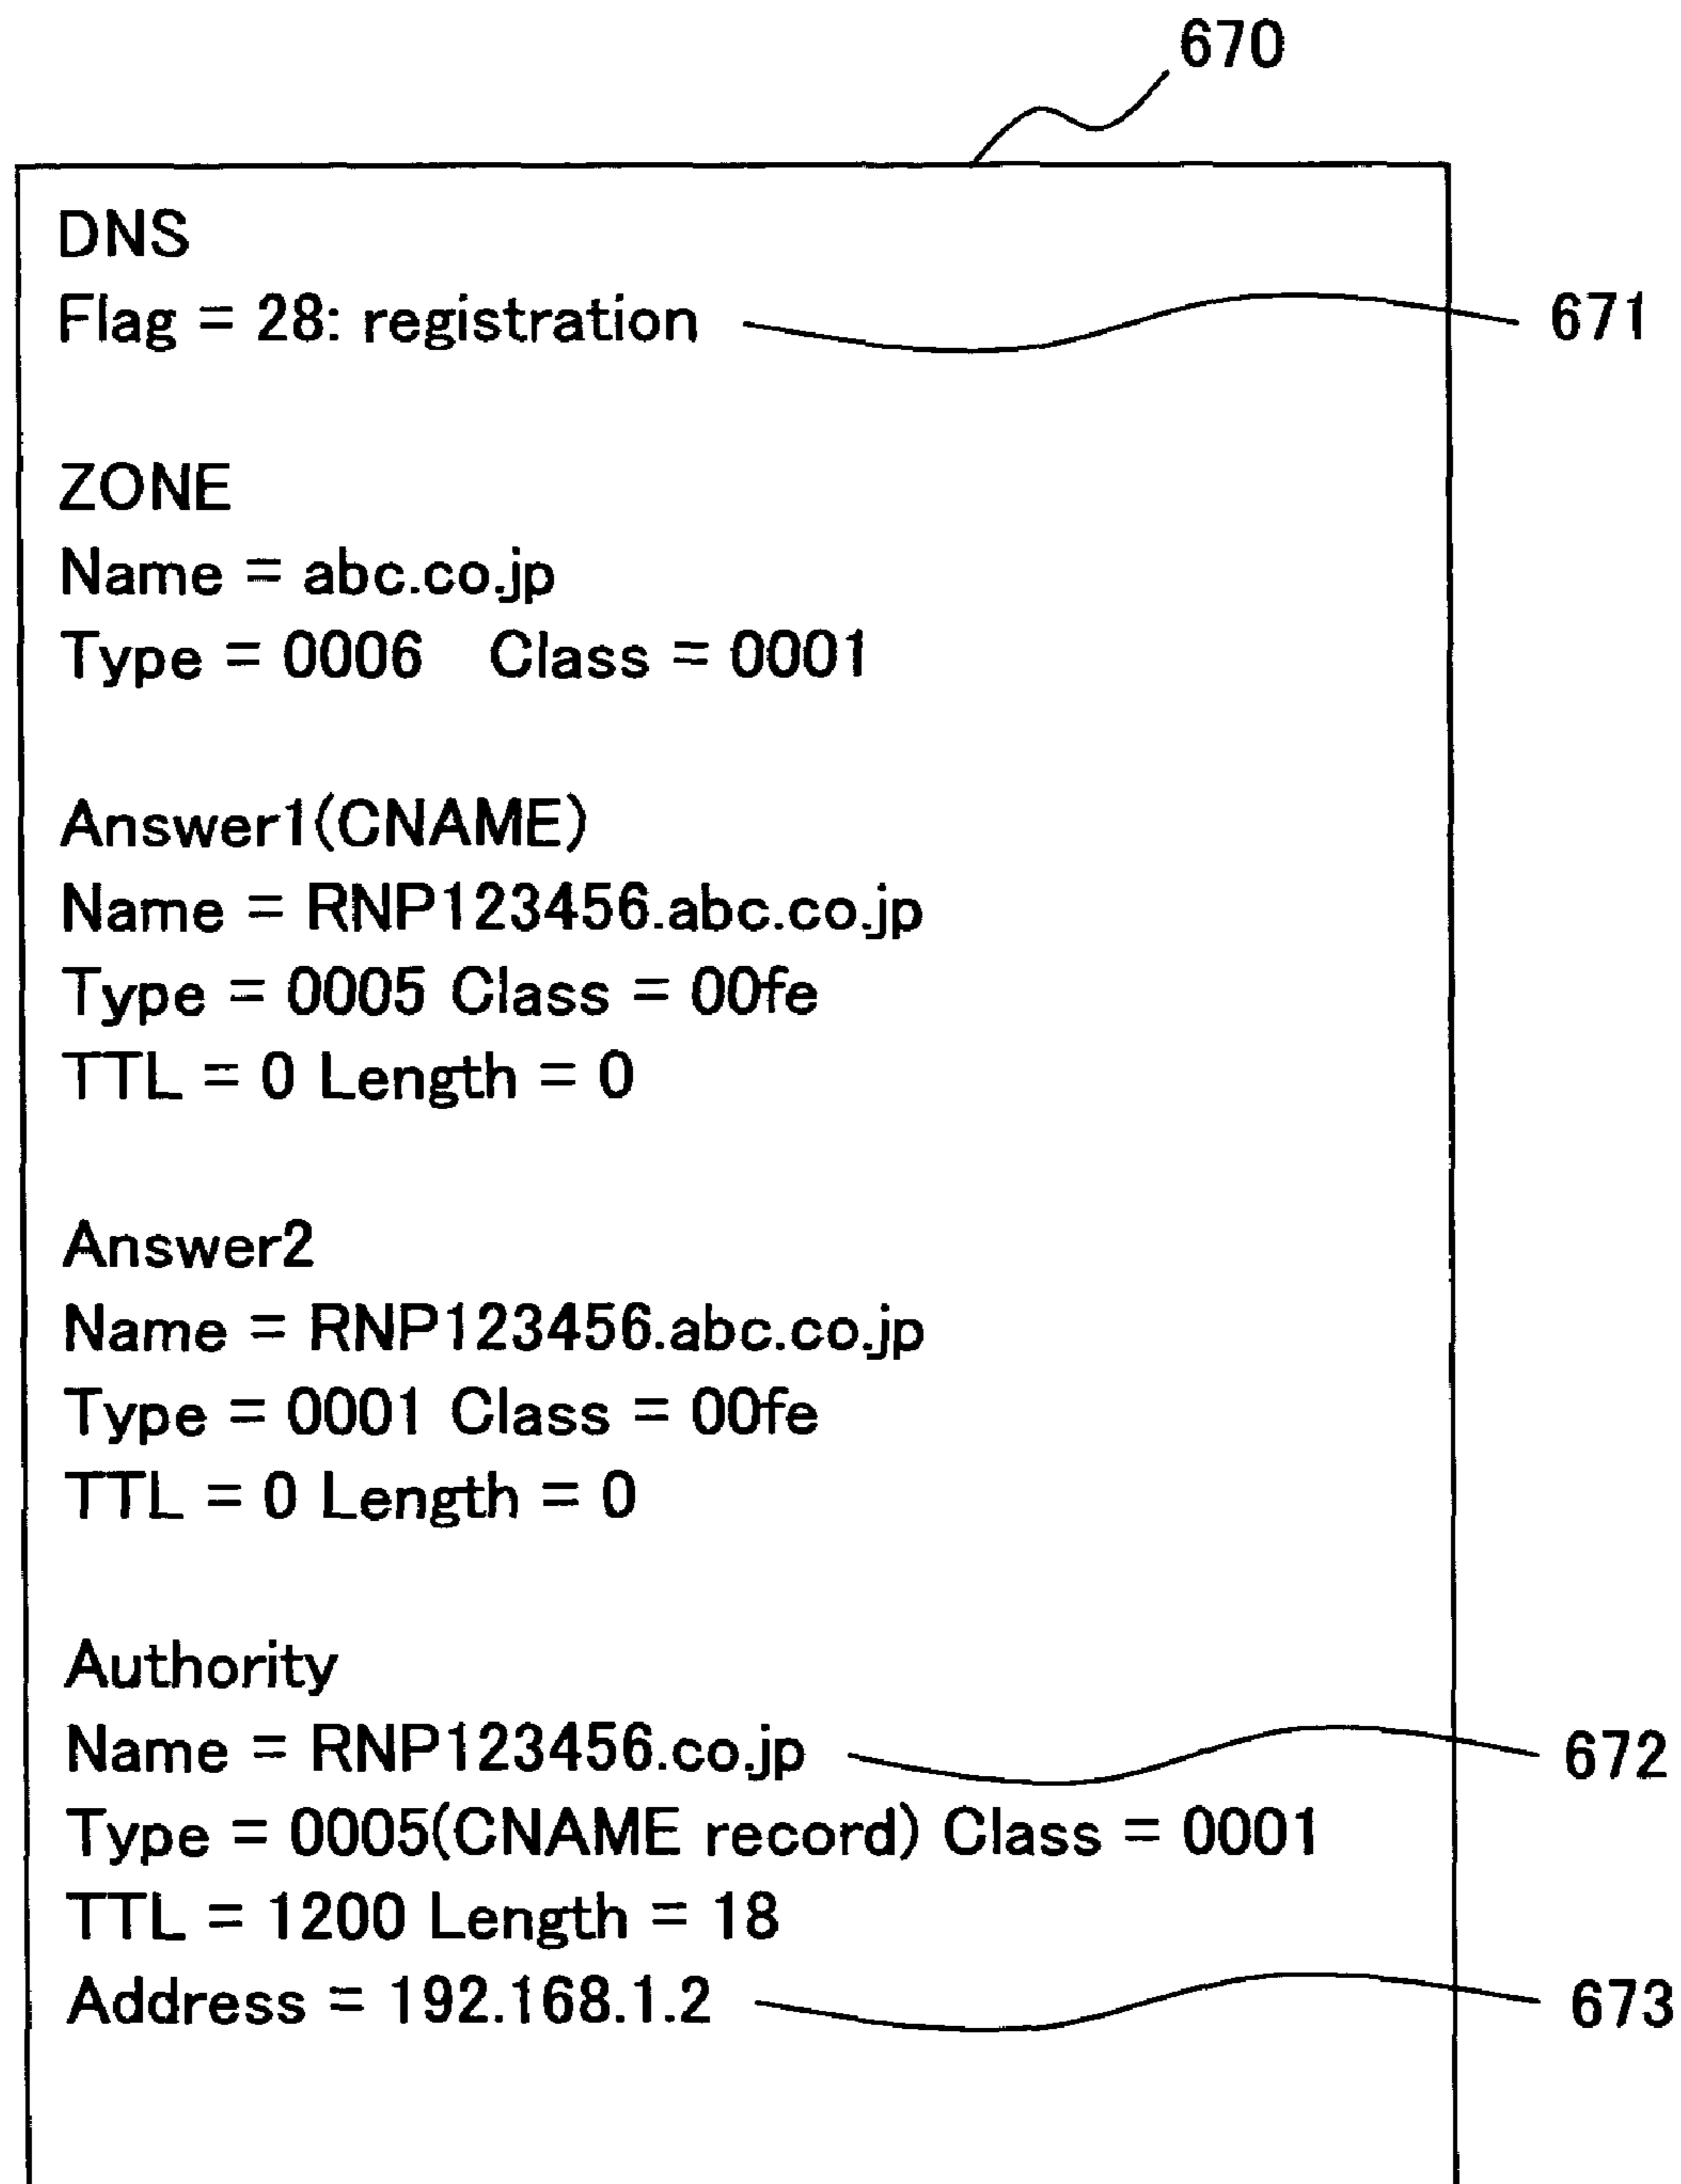 670
DNS
Flag = 28: registration
671
ZONE
Name = abc.co.jp
Type = 0006 Class = 0001
Answer1(CNAME)
Name = RNP123456.abc.co.jp
Type = 0005 Class = 00fe
TTL = 0 Length = 0
Answer2
Name = RNP123456.abc.co.jp
Type = 0001 Class = 00fe
TTL = 0 Length = 0
Authority
Name = RNP123456.co.jp
672
Type = 0005(CNAME record) Class = 0001
TTL = 1200 Length = 18
Address = 192.168.1.2
673